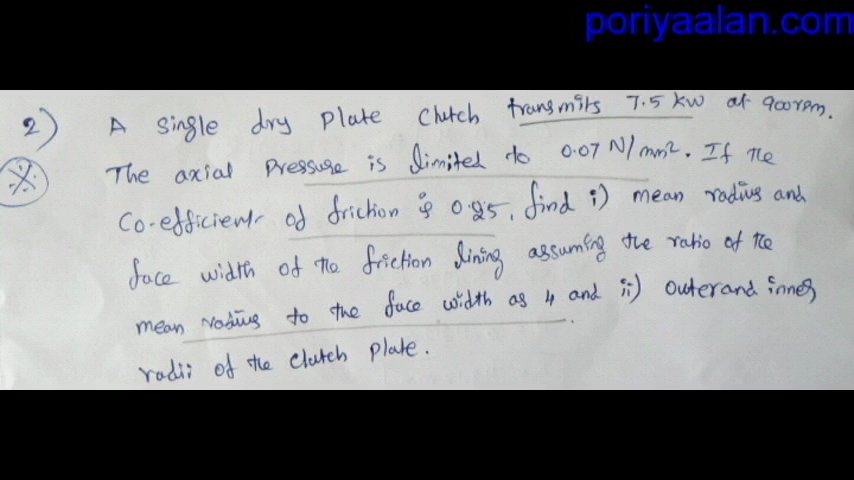 poriyaalan.com
2) A single dry plate clutch transmits 7.5 kW at 900rpm.
The axial pressure is limited to 0.07 N/mm². If the
Co-efficient of friction is 0.25, find i) mean radius and
face width of the friction lining assuming the ratio of the
mean radius to the face width as 4 and ii) outer and inner
radii of the clutch plate.